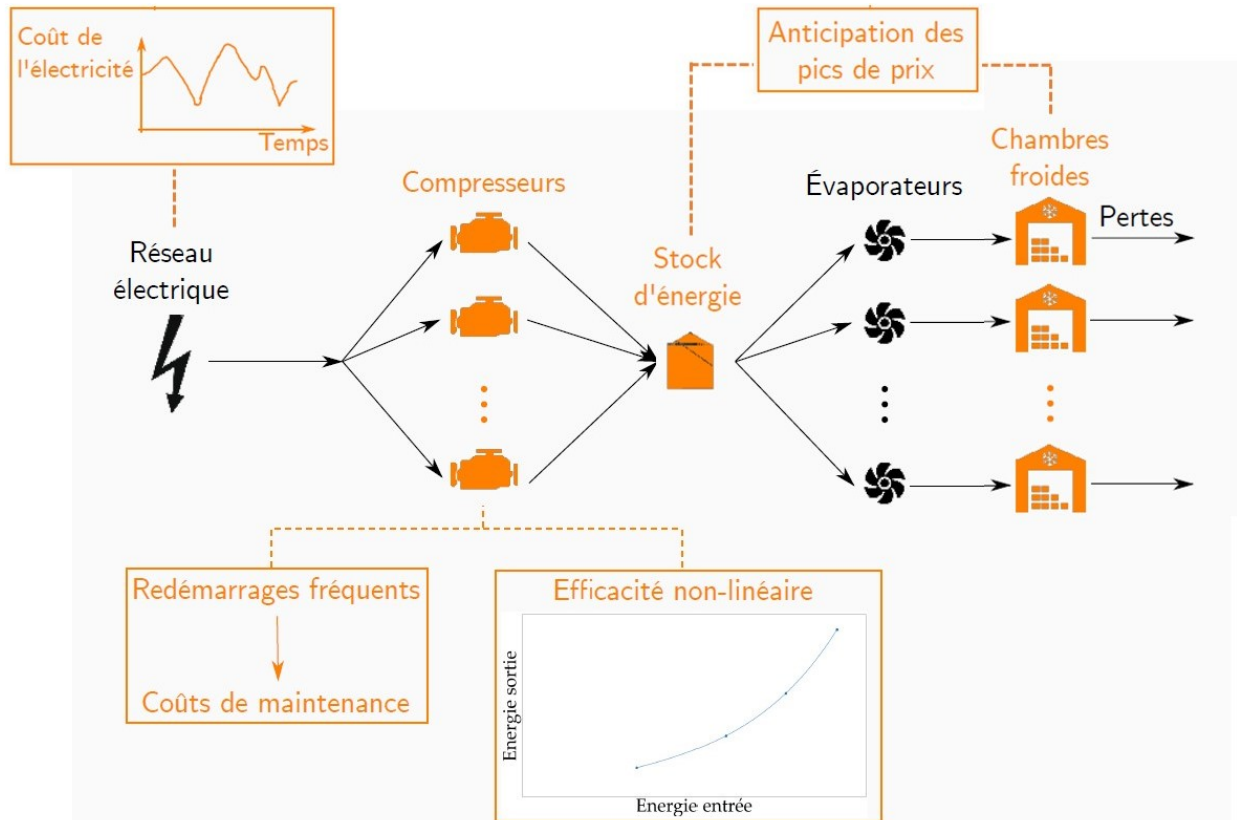 Coût de
l'électricité
Temps
Anticipation des
pics de prix
Réseau
électrique
Compresseurs
Stock
d'énergie
Évaporateurs
Chambres
froides
Pertes
Redémarrages fréquents
Coûts de maintenance
Efficacité non-linéaire
Energie sortie
Energie entrée